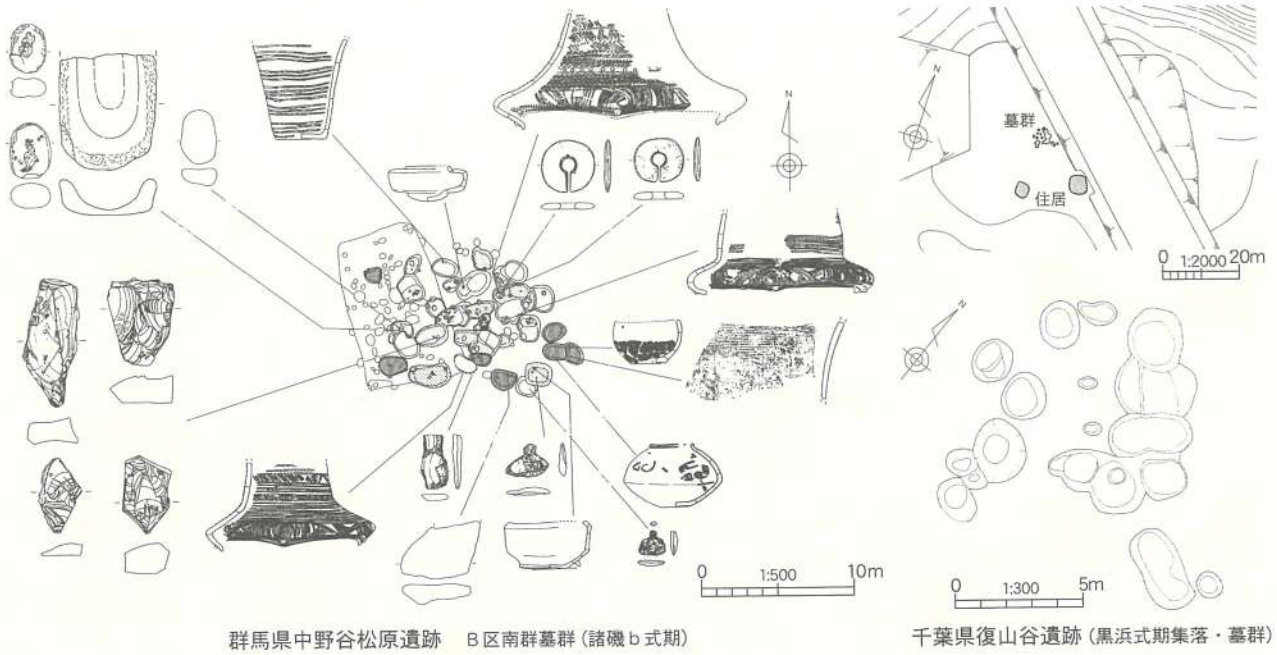 N
N
墓群
住居
0 1:2000 20m
N
0 1:500 10m
0 1:300 5m
群馬県中野谷松原遺跡 B区南群墓群(諸磯b式期)
千葉県復山谷遺跡(黒浜式期集落・墓群)